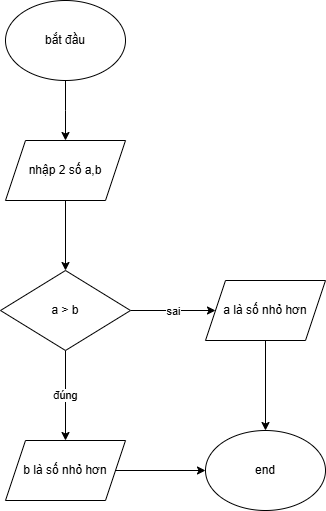 bắt đầu
nhập 2 số a,b
a > b
sai
a là số nhỏ hơn
đúng
b là số nhỏ hơn
end